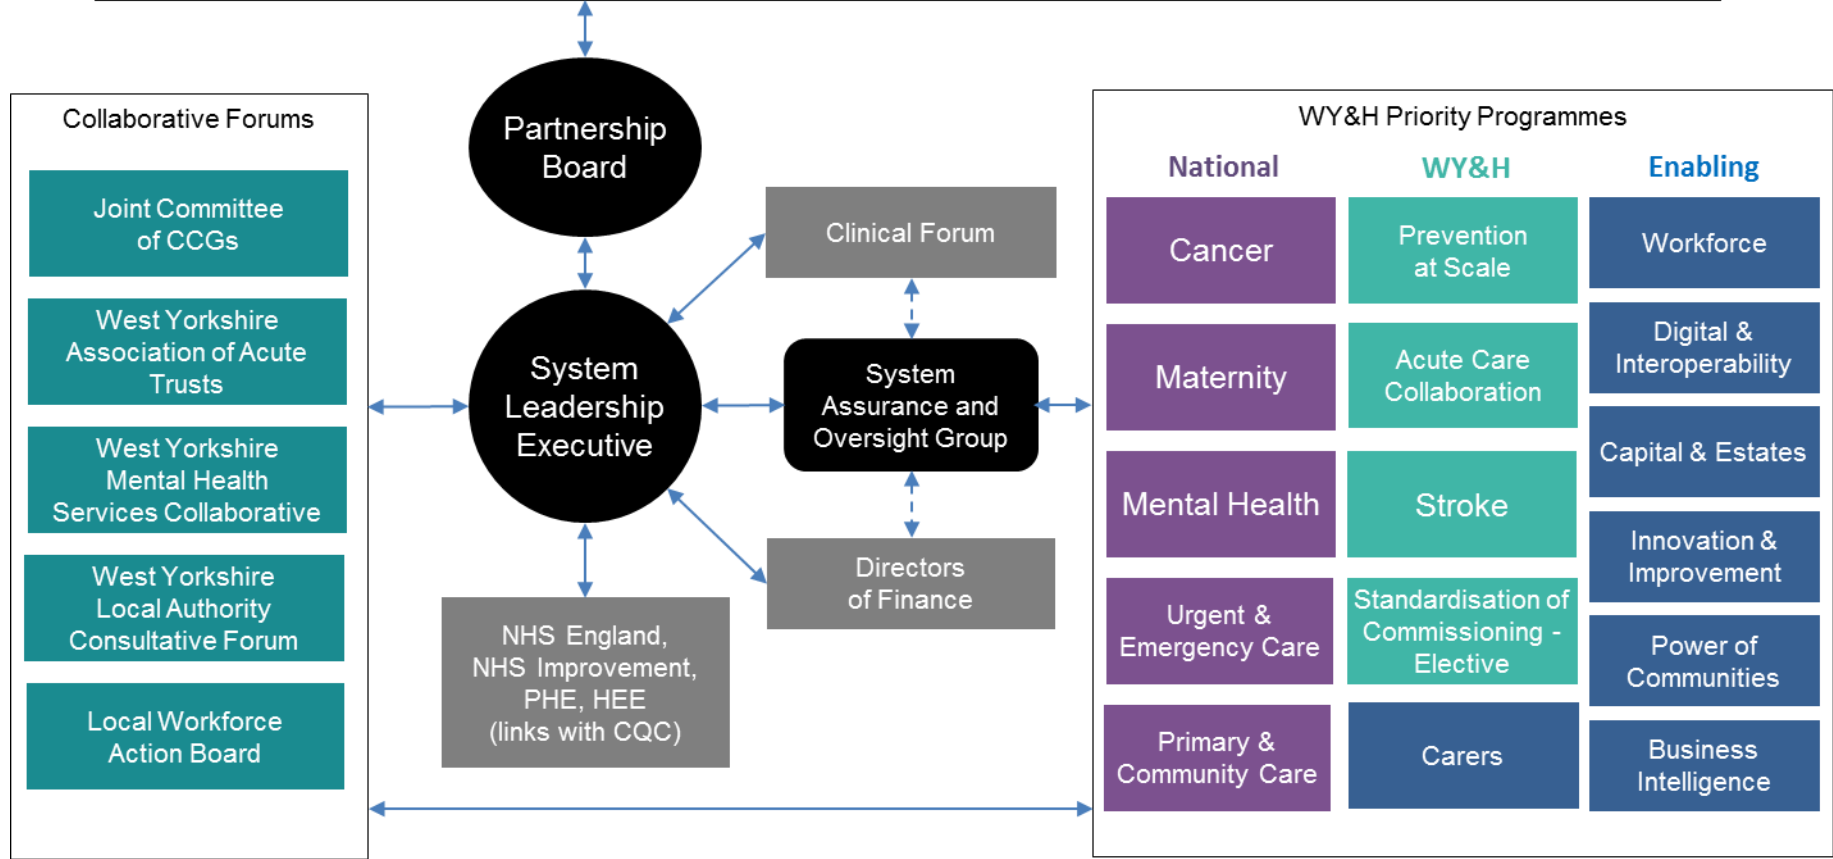 Collaborative Forums
Joint Committee
of CCGs
West Yorkshire
Association of Acute
Trusts
West Yorkshire
Mental Health
Services Collaborative
West Yorkshire
Local Authority
Consultative Forum
Local Workforce
Action Board
Partnership
Board
System
Leadership
Executive
NHS England,
NHS Improvement,
PHE, HEE
(links with CQC)
Clinical Forum
System
Assurance and
Oversight Group
Directors
of Finance
WY&H Priority Programmes
National
Cancer
Maternity
Mental Health
Urgent &
Emergency Care
Primary &
Community Care
WY&H
Prevention
at Scale
Acute Care
Collaboration
Stroke
Standardisation of
Commissioning -
Elective
Carers
Enabling
Workforce
Digital &
Interoperability
Capital & Estates
Innovation &
Improvement
Power of
Communities
Business
Intelligence